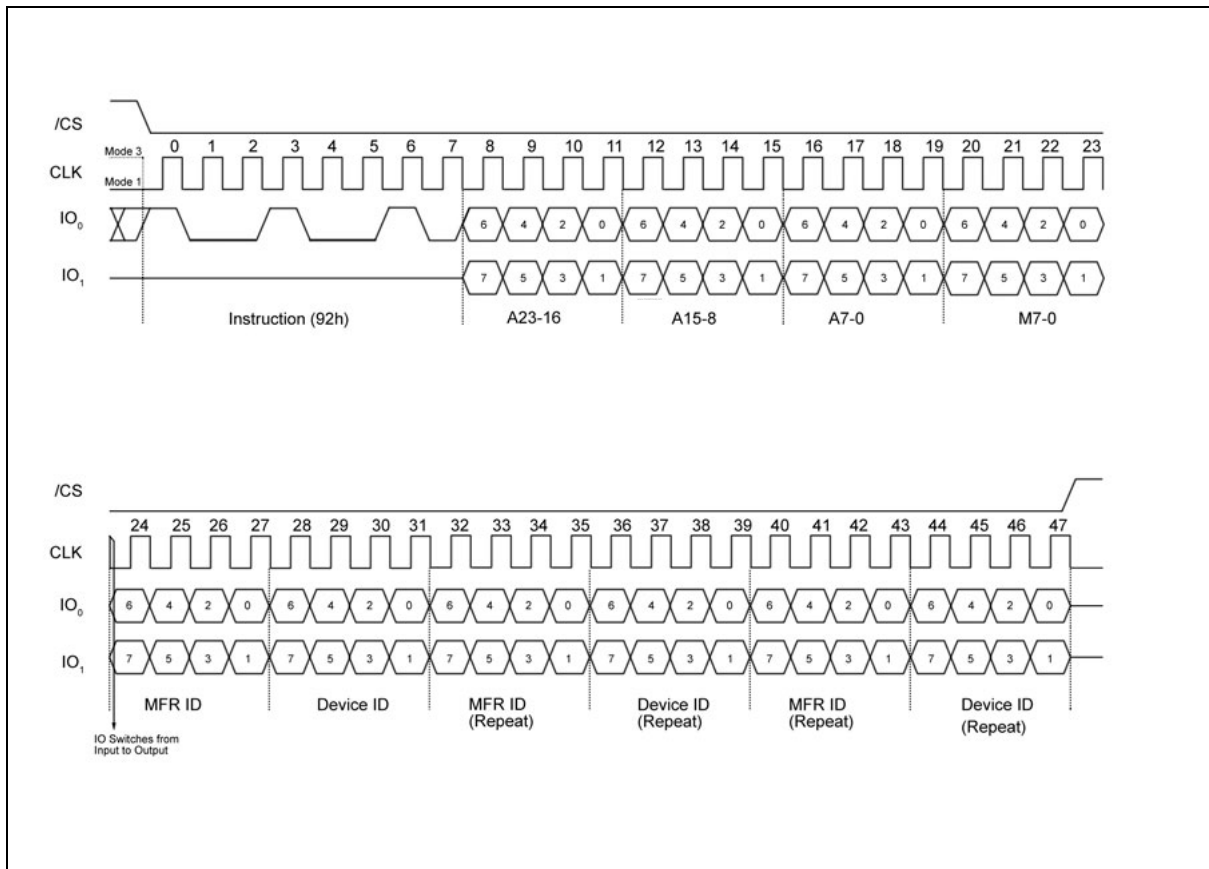 /CS
0 1 2 3 4 5 6 7 8 9 10 11 12 13 14 15 16 17 18 19 20 21 22 23
Mode 3
CLK
Mode 1
IO0 6 4 2 0 6 4 2 0 6 4 2 0 6 4 2 0
IO1 7 5 3 1 7 5 3 1 7 5 3 1 7 5 3 1
Instruction (92h) A23-16 A15-8 A7-0 M7-0
/CS
24 25 26 27 28 29 30 31 32 33 34 35 36 37 38 39 40 41 42 43 44 45 46 47
CLK
IO0 6 4 2 0 6 4 2 0 6 4 2 0 6 4 2 0 6 4 2 0 6 4 2 0
IO1 7 5 3 1 7 5 3 1 7 5 3 1 7 5 3 1 7 5 3 1 7 5 3 1
MFR ID Device ID MFR ID Device ID MFR ID Device ID
(Repeat) (Repeat) (Repeat) (Repeat)
IO Switches from
Input to Output